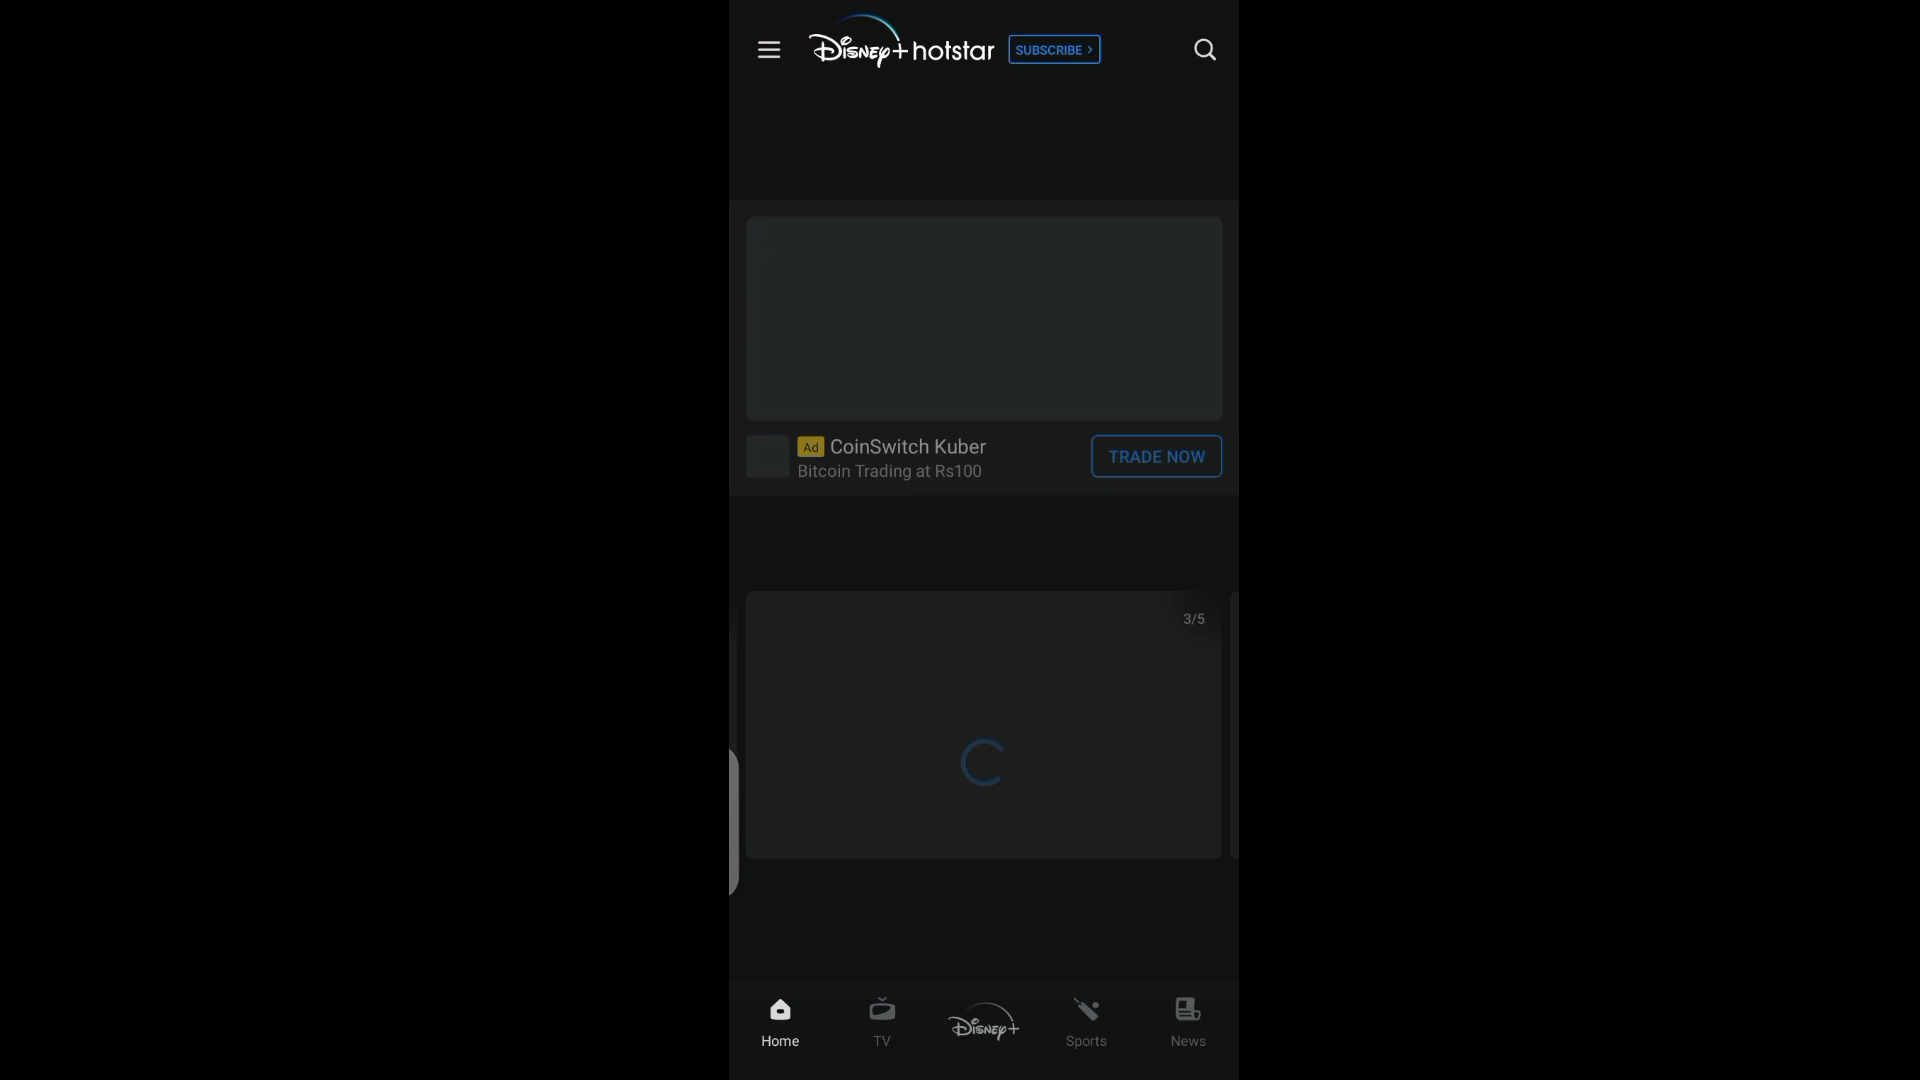 Disney+ hotstar SUBSCRIBE >
Ad CoinSwitch Kuber
Bitcoin Trading at Rs100
TRADE NOW
3/5
Home
TV
Disney+
Sports
News